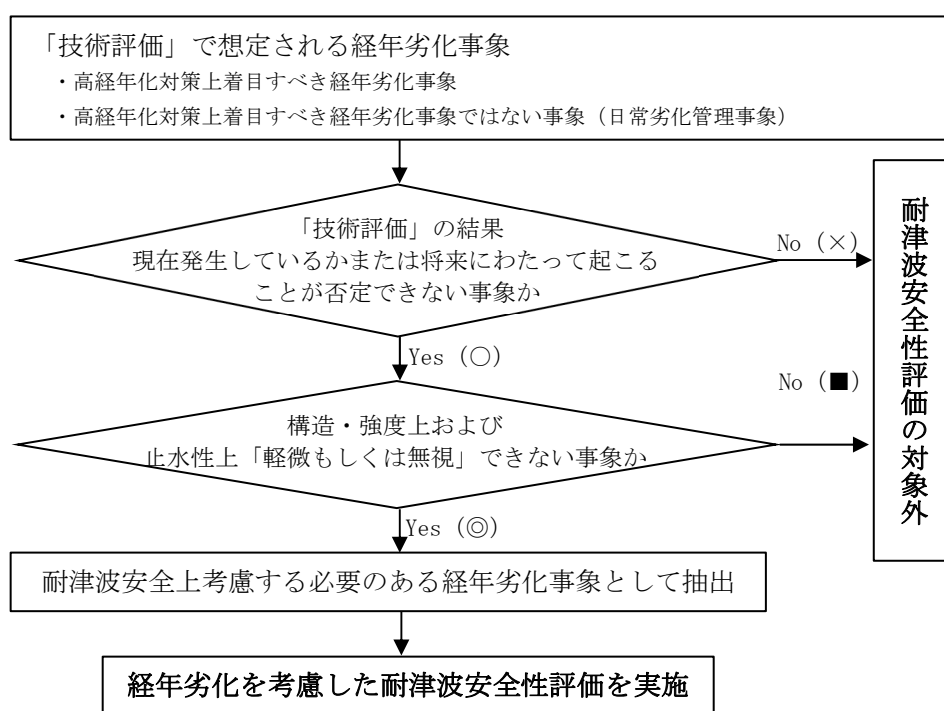 「技術評価」で想定される経年劣化事象
・高経年化対策上着目すべき経年劣化事象
・高経年化対策上着目すべき経年劣化事象ではない事象（日常劣化管理事象）
「技術評価」の結果
現在発生しているかまたは将来にわたって起こる
ことが否定できない事象か
No（×）
Yes（○）
構造・強度上および
止水性上「軽微もしくは無視」できない事象か
No（■）
Yes（◎）
耐津波安全性評価の対象外
耐津波安全上考慮する必要のある経年劣化事象として抽出
経年劣化を考慮した耐津波安全性評価を実施